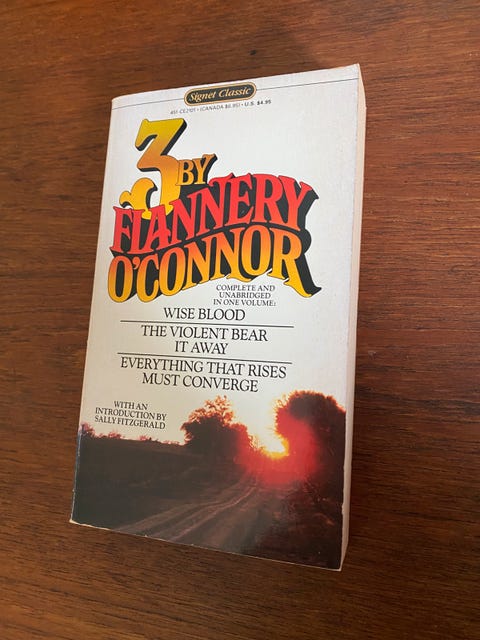 Signet Classic
451-CE2101 • (CANADA $6.95) • U.S. $4.95
3 BY
FLANNERY
O'CONNOR
COMPLETE AND
UNABRIDGED
IN ONE VOLUME:
WISE BLOOD
THE VIOLENT BEAR
IT AWAY
EVERYTHING THAT RISES
MUST CONVERGE
WITH AN
INTRODUCTION BY
SALLY FITZGERALD